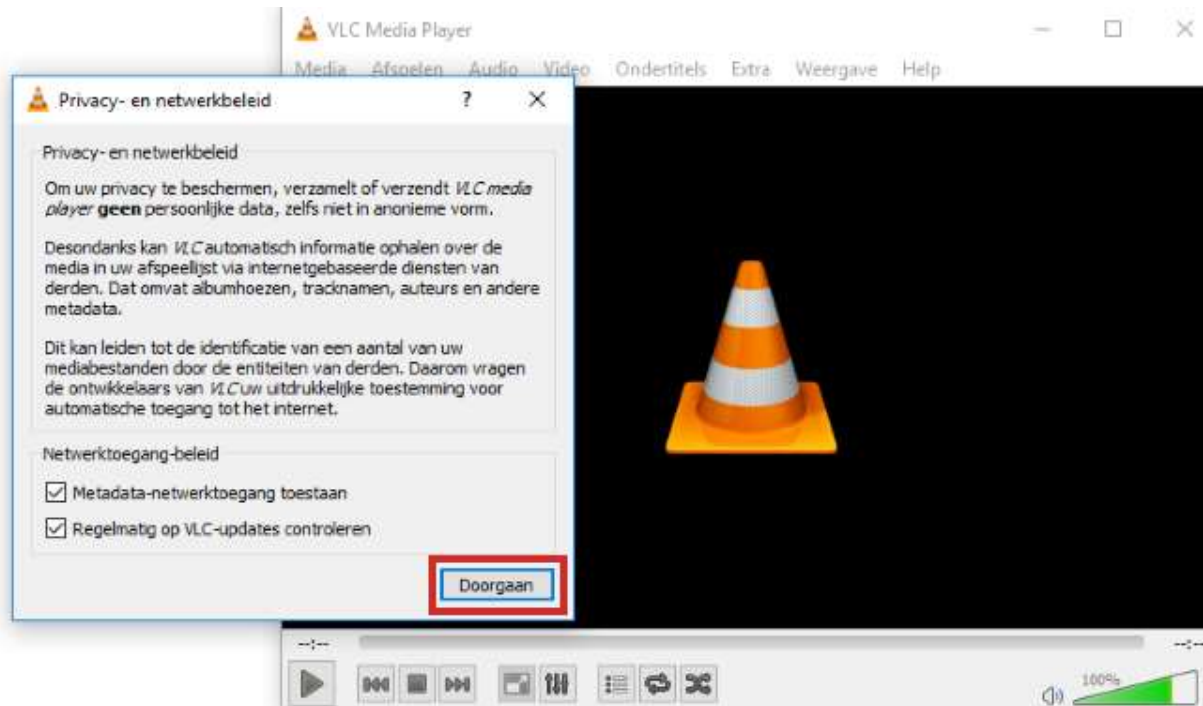 VLC Media Player
Media Afspelen Audio Video Ondertitels Extra Weergave Help
Privacy- en netwerkbeleid ?
Privacy- en netwerkbeleid
Om uw privacy te beschermen, verzamelt of verzendt VLC media
player geen persoonlijke data, zelfs niet in anonieme vorm.
Desondanks kan VLC automatisch informatie ophalen over de
media in uw afspeellijst via internetgebaseerde diensten van
derden. Dat omvat albumhoezen, tracknamen, auteurs en andere
metadata.
Dit kan leiden tot de identificatie van een aantal van uw
mediabestanden door de entiteiten van derden. Daarom vragen
de ontwikkelaars van VLC uw uitdrukkelijke toestemming voor
automatische toegang tot het internet.
Netwerktoegang-beleid
Metadata-netwerktoegang toestaan
Regelmatig op VLC-updates controleren
Doorgaan
--:-- --:--
100%